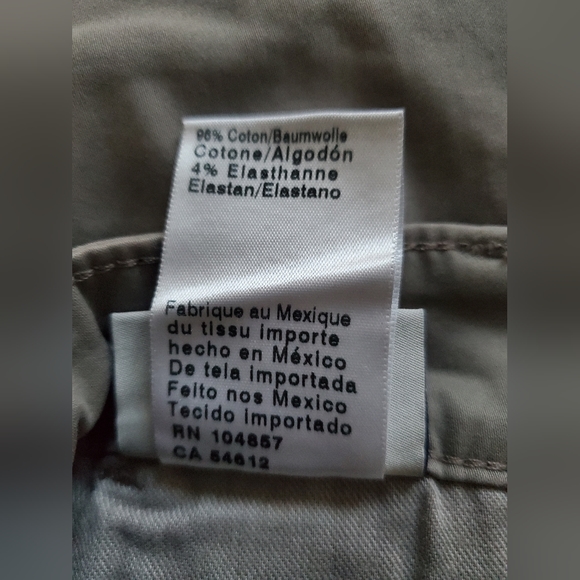 96% Coton/Baumwolle
Cotone/Algodón
4% Elasthanne
Elastan/Elastano
Fabrique au Mexique
du tissu importe
hecho en México
De tela importada
Feito nos Mexico
Tecido importado
RN 104857
CA 54612